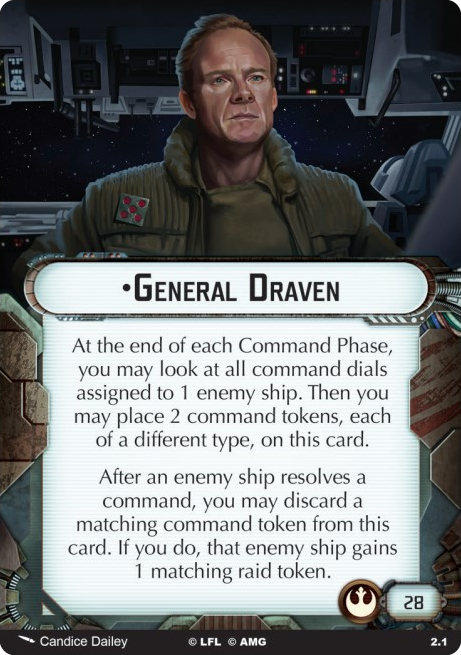 •General Draven
At the end of each Command Phase,
you may look at all command dials
assigned to 1 enemy ship. Then you
may place 2 command tokens, each
of a different type, on this card.
After an enemy ship resolves a
command, you may discard a
matching command token from this
card. If you do, that enemy ship gains
1 matching raid token.
28
Candice Dailey © LFL © AMG 2.1